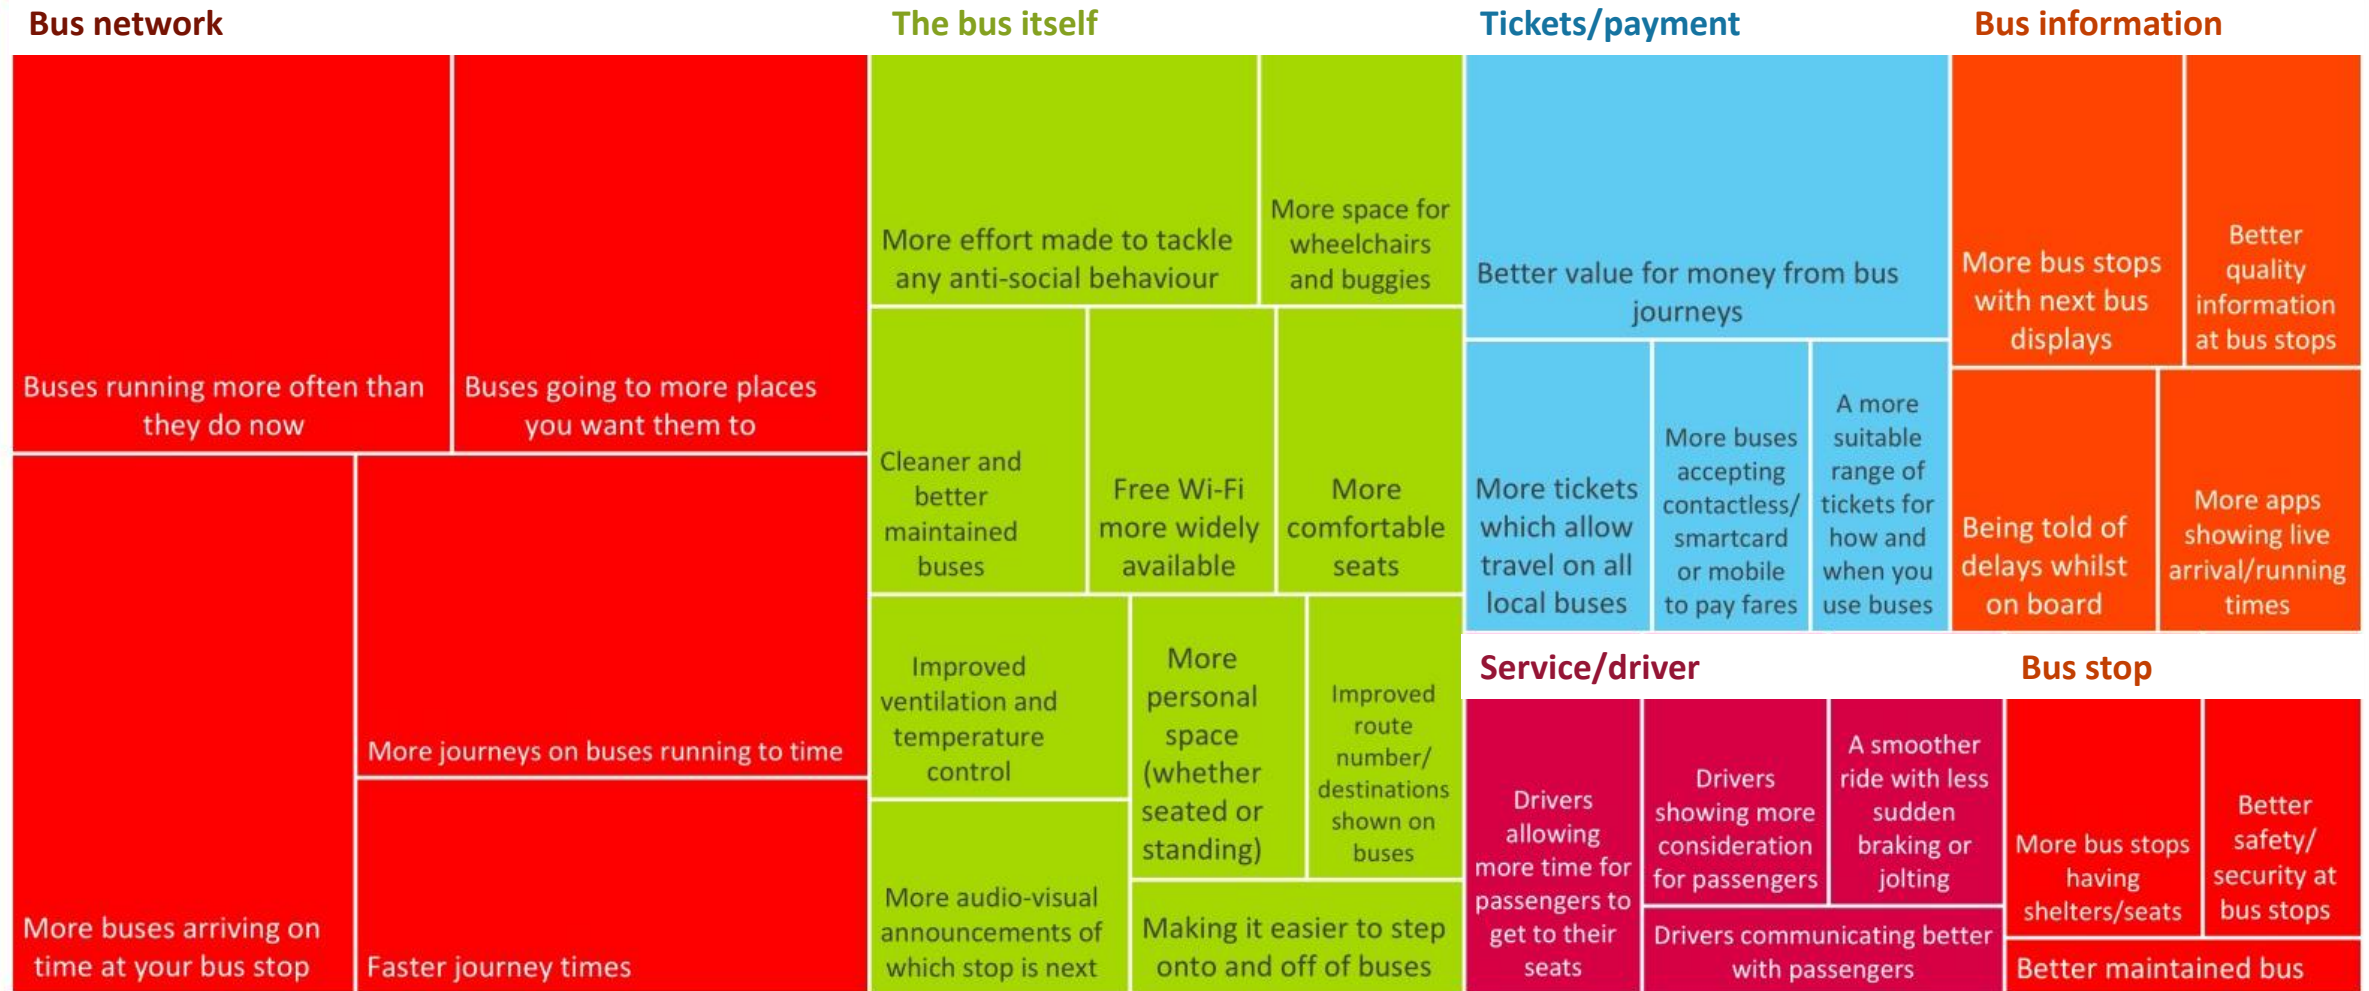 Bus network
Buses running more often than
they do now
Buses going to more places
you want them to
More buses arriving on
time at your bus stop
More journeys on buses running to time
Faster journey times
The bus itself
More effort made to tackle
any anti-social behaviour
More space for
wheelchairs
and buggies
Cleaner and
better
maintained
buses
Free Wi-Fi
more widely
available
More
comfortable
seats
Improved
ventilation and
temperature
control
More
personal
space
(whether
seated or
standing)
Improved
route
number/
destinations
shown on
buses
More audio-visual
announcements of
which stop is next
Making it easier to step
onto and off of buses
Tickets/payment
Better value for money from bus
journeys
More tickets
which allow
travel on all
local buses
More buses
accepting
contactless/
smartcard
or mobile
to pay fares
A more
suitable
range of
tickets for
how and
when you
use buses
Bus information
More bus stops
with next bus
displays
Better
quality
information
at bus stops
Being told of
delays whilst
on board
More apps
showing live
arrival/running
times
Service/driver
Drivers
allowing
more time for
passengers to
get to their
seats
Drivers
showing more
consideration
for passengers
A smoother
ride with less
sudden
braking or
jolting
Drivers communicating better
with passengers
Bus stop
More bus stops
having
shelters/seats
Better
safety/
security at
bus stops
Better maintained bus